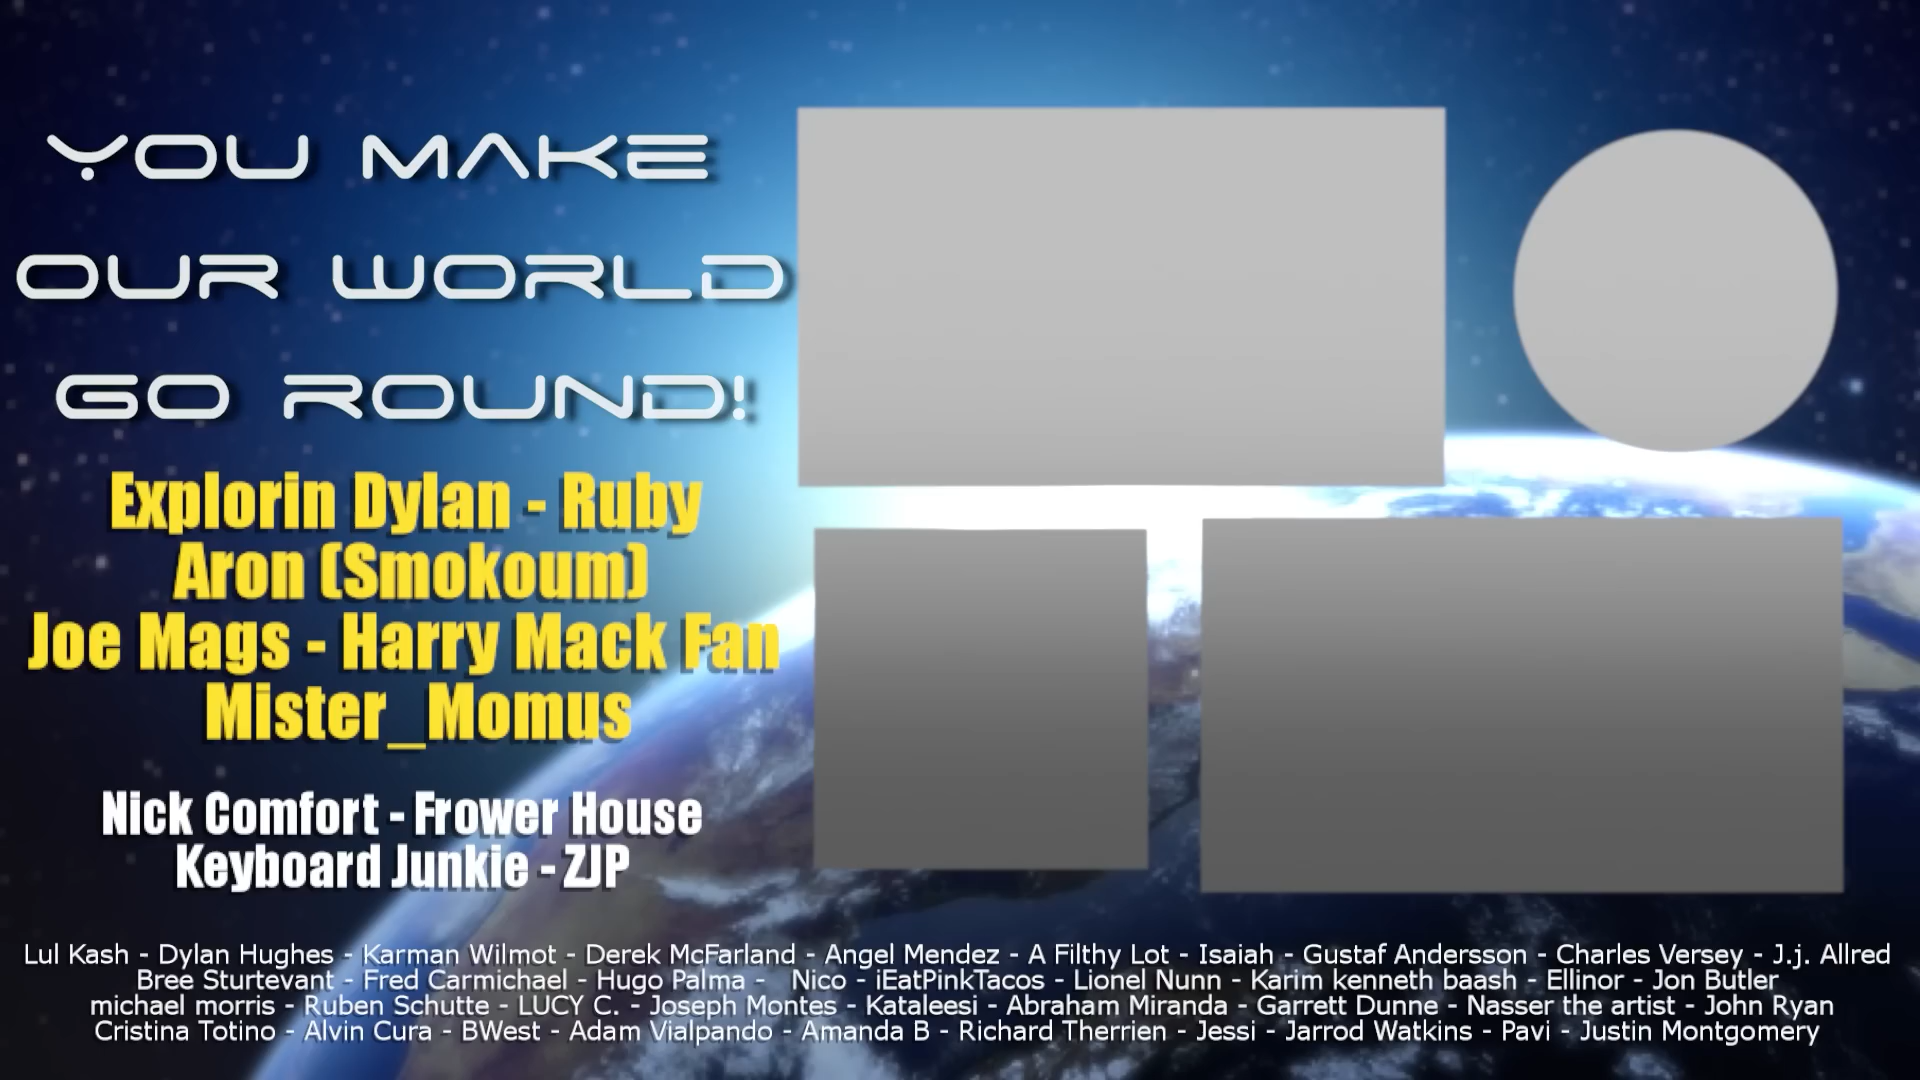 YOU MAKE
OUR WORLD
GO ROUND!
Explorin Dylan - Ruby
Aron (Smokoum)
Joe Mags - Harry Mack Fan
Mister_Momus
Nick Comfort - Frower House
Keyboard Junkie - ZJP
Lul Kash - Dylan Hughes - Karman Wilmot - Derek McFarland - Angel Mendez - A Filthy Lot - Isaiah - Gustaf Andersson - Charles Versey - J.j. Allred
Bree Sturtevant - Fred Carmichael - Hugo Palma - Nico - iEatPinkTacos - Lionel Nunn - Karim kenneth baash - Ellinor - Jon Butler
michael morris - Ruben Schutte - LUCY C. - Joseph Montes - Kataleesi - Abraham Miranda - Garrett Dunne - Nasser the artist - John Ryan
Cristina Totino - Alvin Cura - BWest - Adam Vialpando - Amanda B - Richard Therrien - Jessi - Jarrod Watkins - Pavi - Justin Montgomery